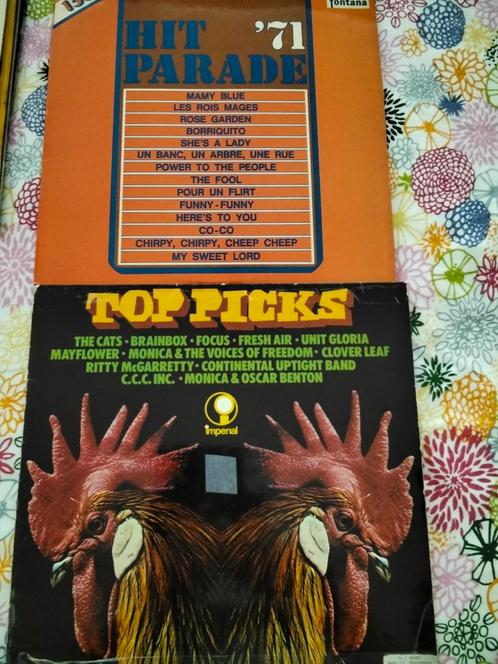 fontana
HIT '71
PARADE
MAMY BLUE
LES ROIS MAGES
ROSE GARDEN
BORRIQUITO
SHE'S A LADY
UN BANC, UN ARBRE, UNE RUE
POWER TO THE PEOPLE
THE FOOL
POUR UN FLIRT
FUNNY - FUNNY
HERE'S TO YOU
CO-CO
CHIRPY, CHIRPY, CHEEP CHEEP
MY SWEET LORD
TOP PICKS
THE CATS • BRAINBOX • FOCUS • FRESH AIR • UNIT GLORIA
MAYFLOWER • MONICA & THE VOICES OF FREEDOM • CLOVER LEAF
RITTY McGARRETTY • CONTINENTAL UPTIGHT BAND
C.C.C. INC. • MONICA & OSCAR BENTON
imperial